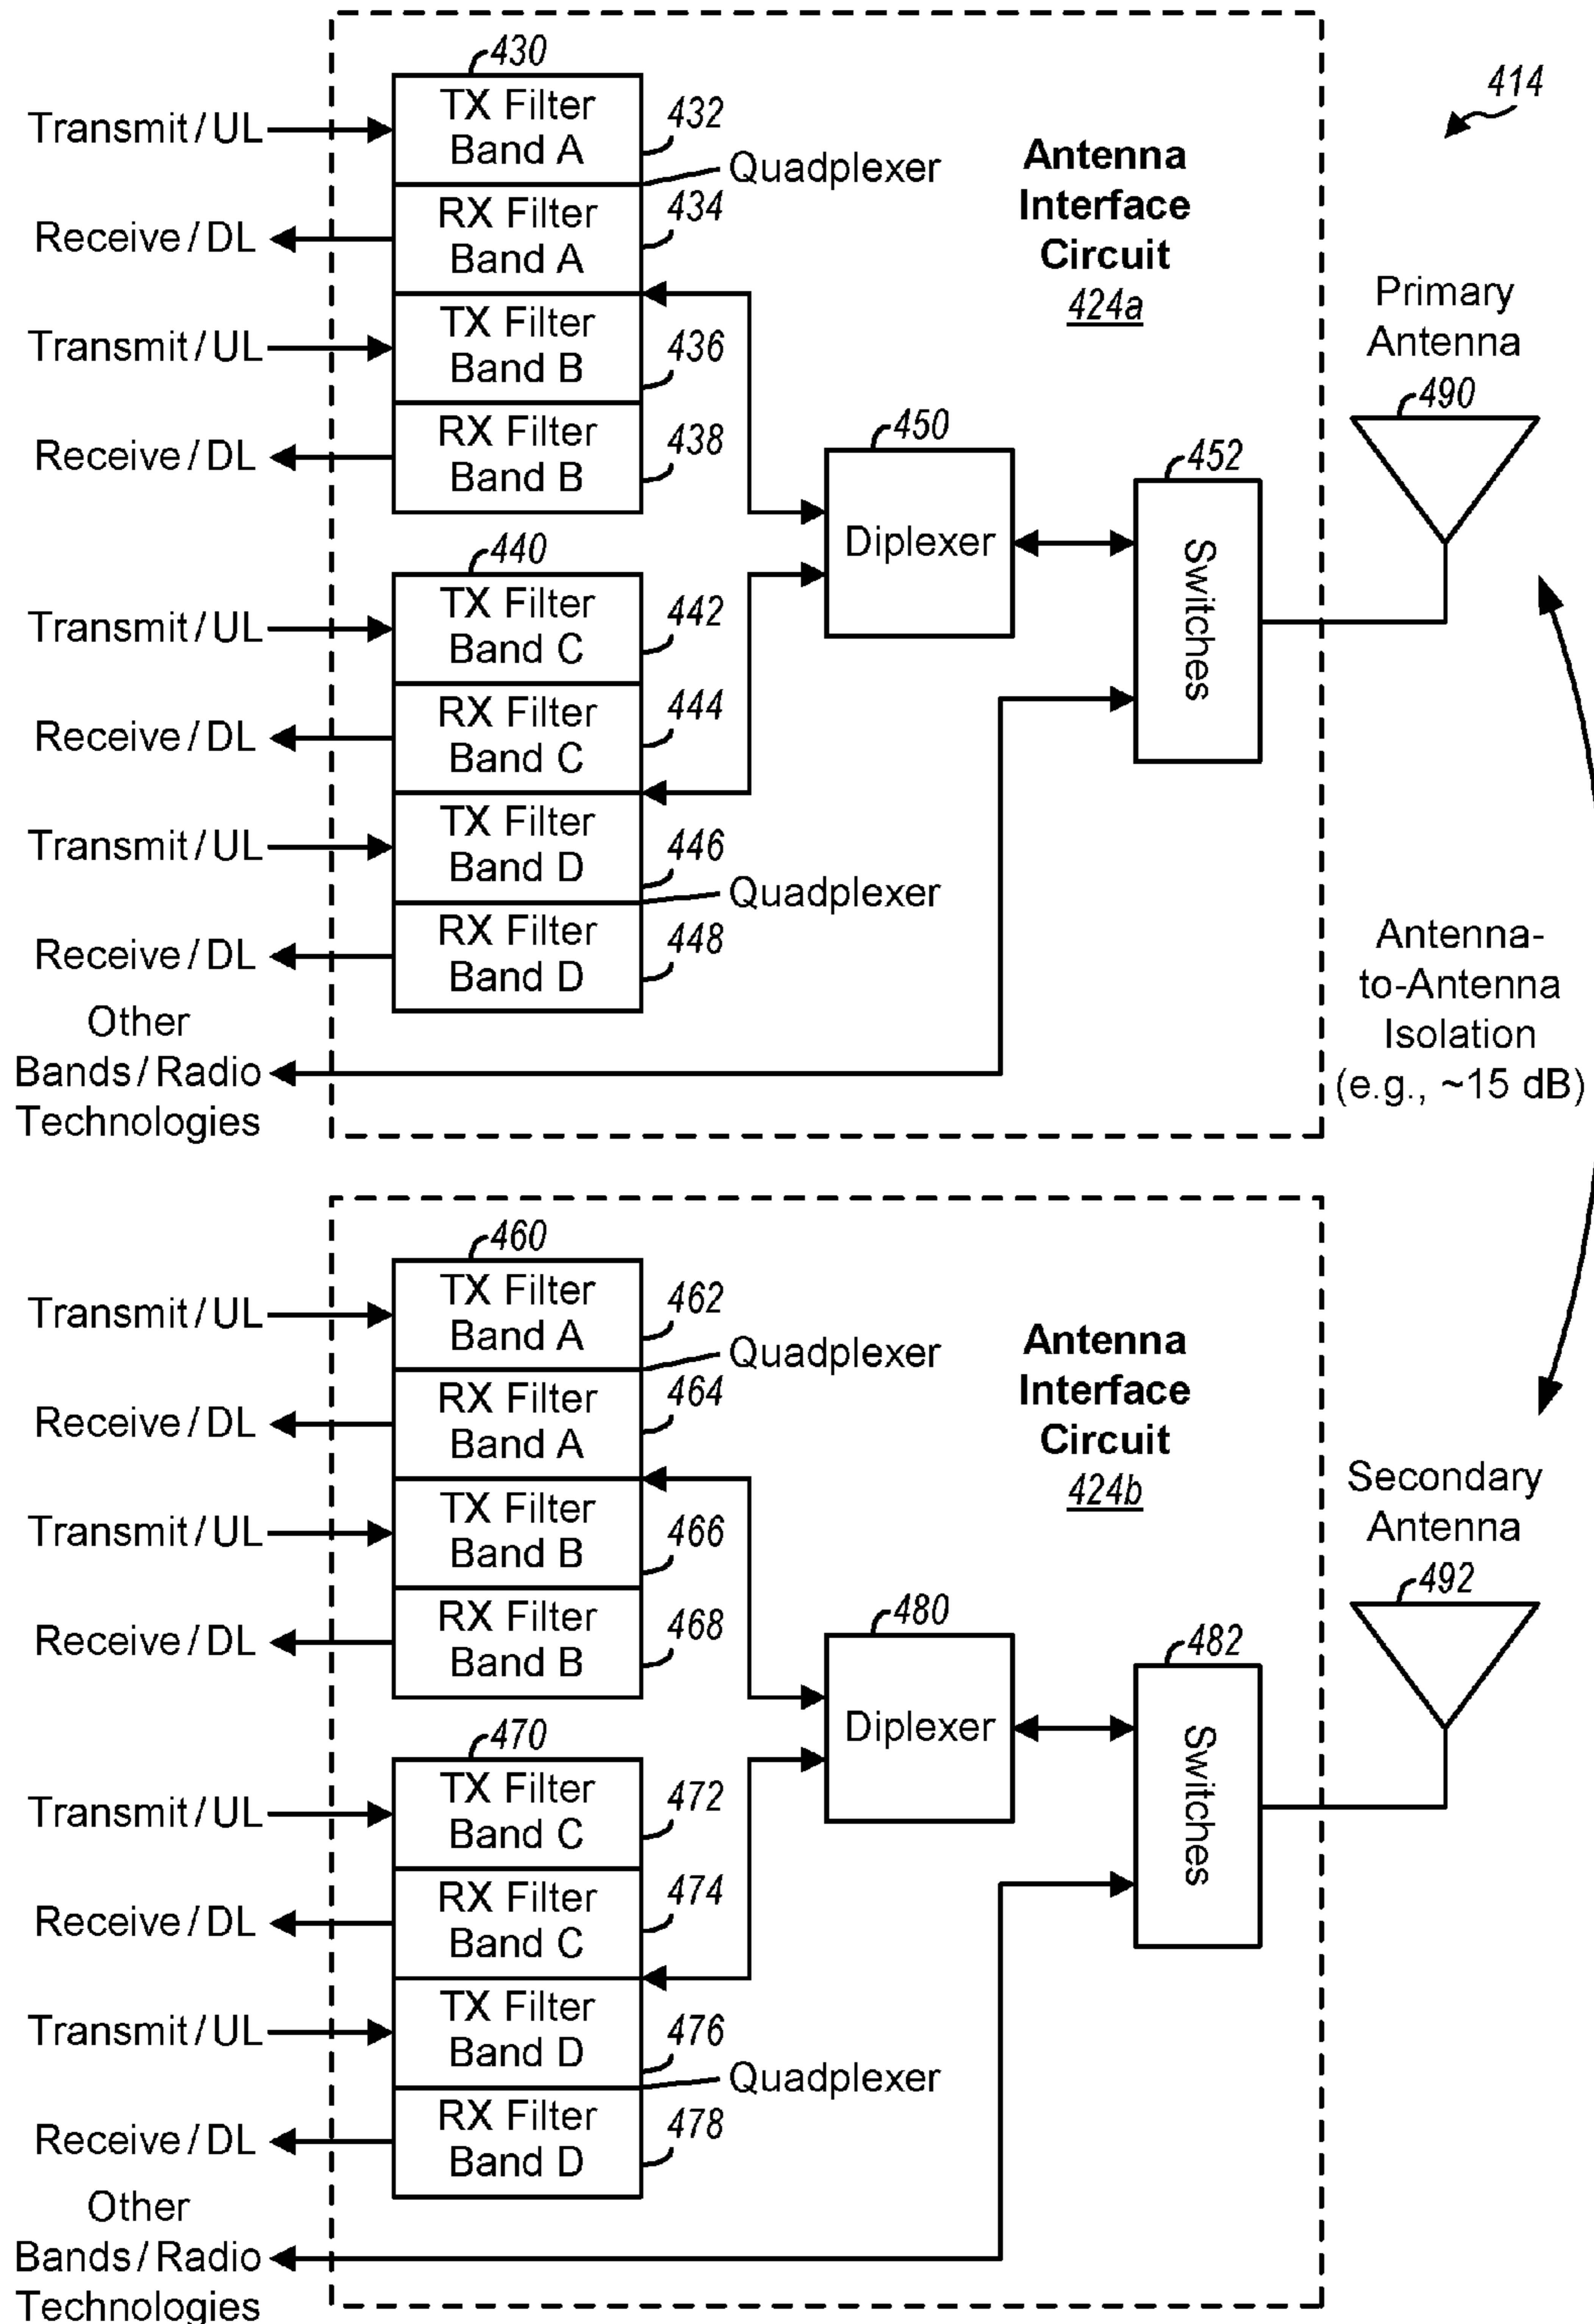 414
430
Transmit/UL
TX Filter
Band A
432
Quadplexer
Receive/DL
RX Filter
Band A
434
Transmit/UL
TX Filter
Band B
436
Receive/DL
RX Filter
Band B
438
440
Transmit/UL
TX Filter
Band C
442
Receive/DL
RX Filter
Band C
444
Transmit/UL
TX Filter
Band D
446
Quadplexer
Receive/DL
RX Filter
Band D
448
Other
Bands/Radio
Technologies
Antenna
Interface
Circuit
424a
450
Diplexer
452
Switches
Primary
Antenna
490
Antenna-
to-Antenna
Isolation
(e.g., ~15 dB)
460
Transmit/UL
TX Filter
Band A
462
Quadplexer
Receive/DL
RX Filter
Band A
464
Transmit/UL
TX Filter
Band B
466
Receive/DL
RX Filter
Band B
468
470
Transmit/UL
TX Filter
Band C
472
Receive/DL
RX Filter
Band C
474
Transmit/UL
TX Filter
Band D
476
Quadplexer
Receive/DL
RX Filter
Band D
478
Other
Bands/Radio
Technologies
Antenna
Interface
Circuit
424b
480
Diplexer
482
Switches
Secondary
Antenna
492